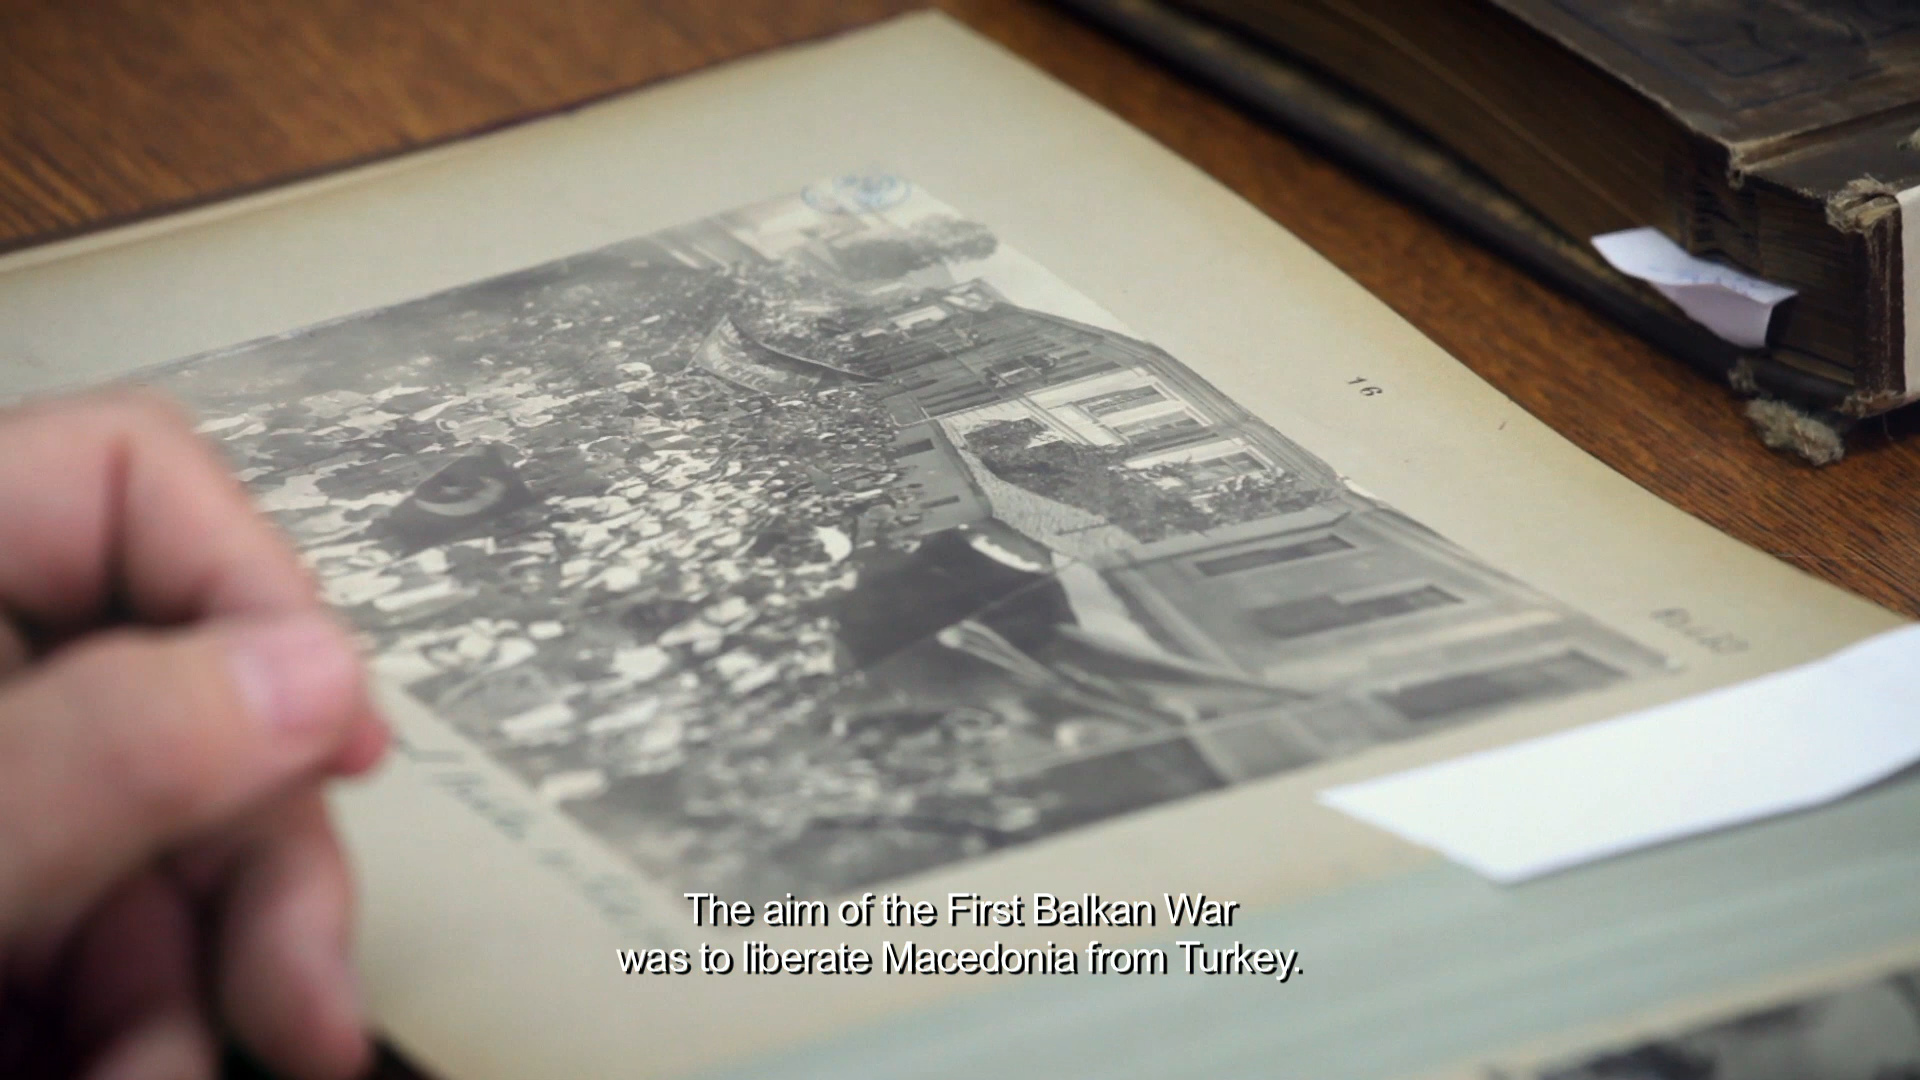 16
The aim of the First Balkan War
was to liberate Macedonia from Turkey.